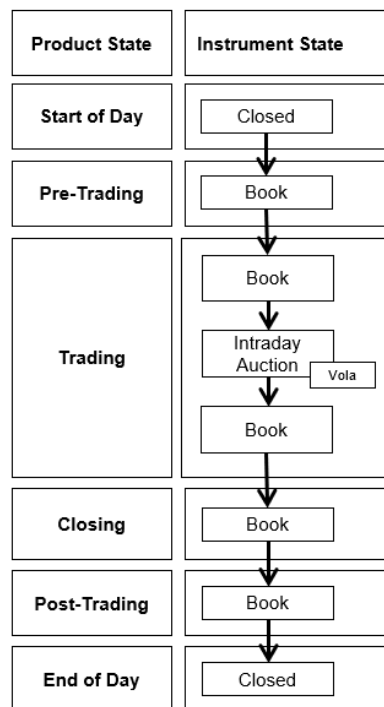 Product State
Instrument State
Start of Day
Closed
Pre-Trading
Book
Trading
Book
Intraday
Auction
Vola
Book
Closing
Book
Post-Trading
Book
End of Day
Closed